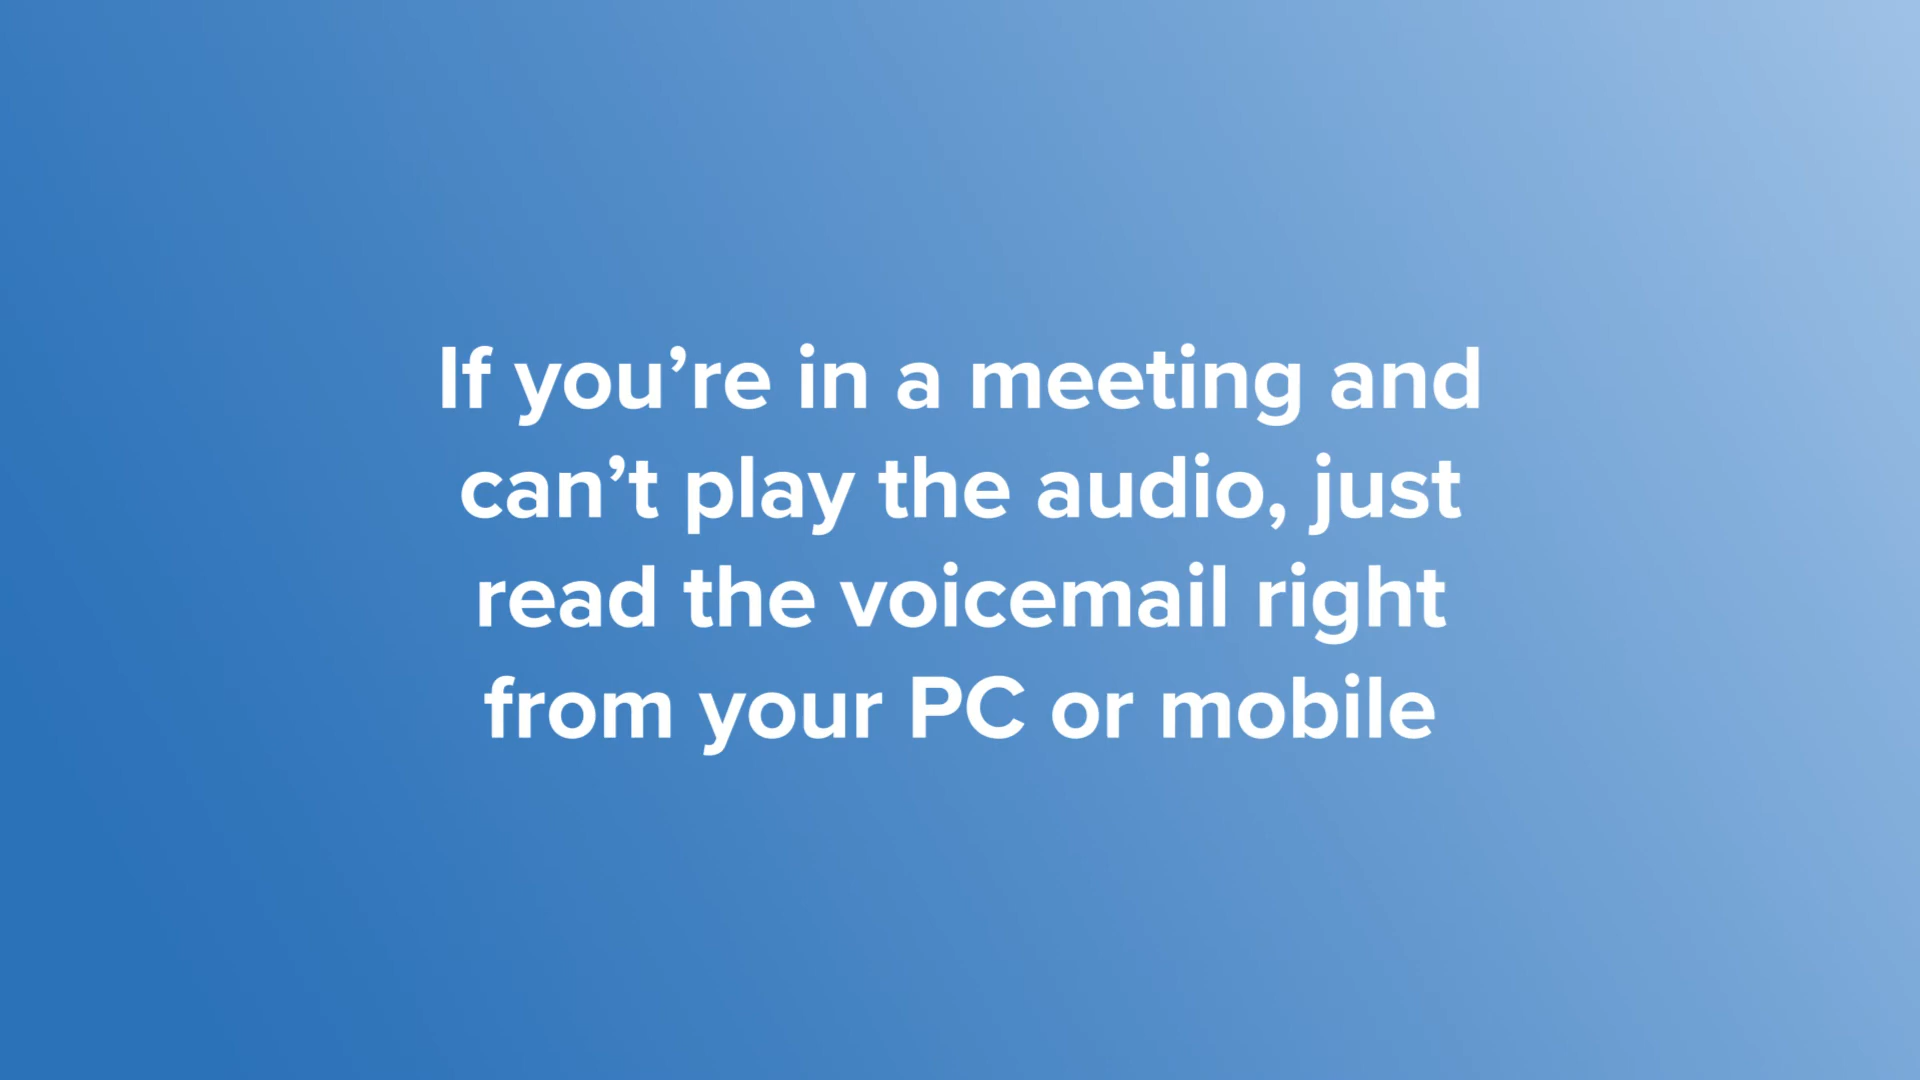 If you’re in a meeting and
can’t play the audio, just
read the voicemail right
from your PC or mobile